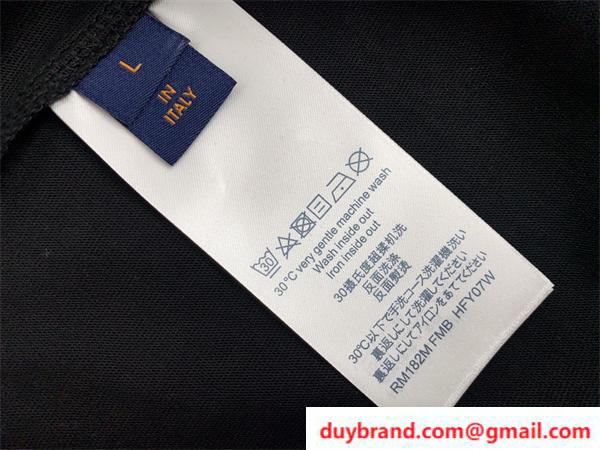 L
IN
ITALY
30
30°C very gentle machine wash
Wash inside out
Iron inside out
30摄氏度超柔机洗
反面洗涤
反面熨烫
30℃以下で手洗コース洗濯機洗い
裏返しにして洗濯してください
裏返しにしてアイロンをあててください
RM182M FMB HFY07W
duybrand.com@gmail.com